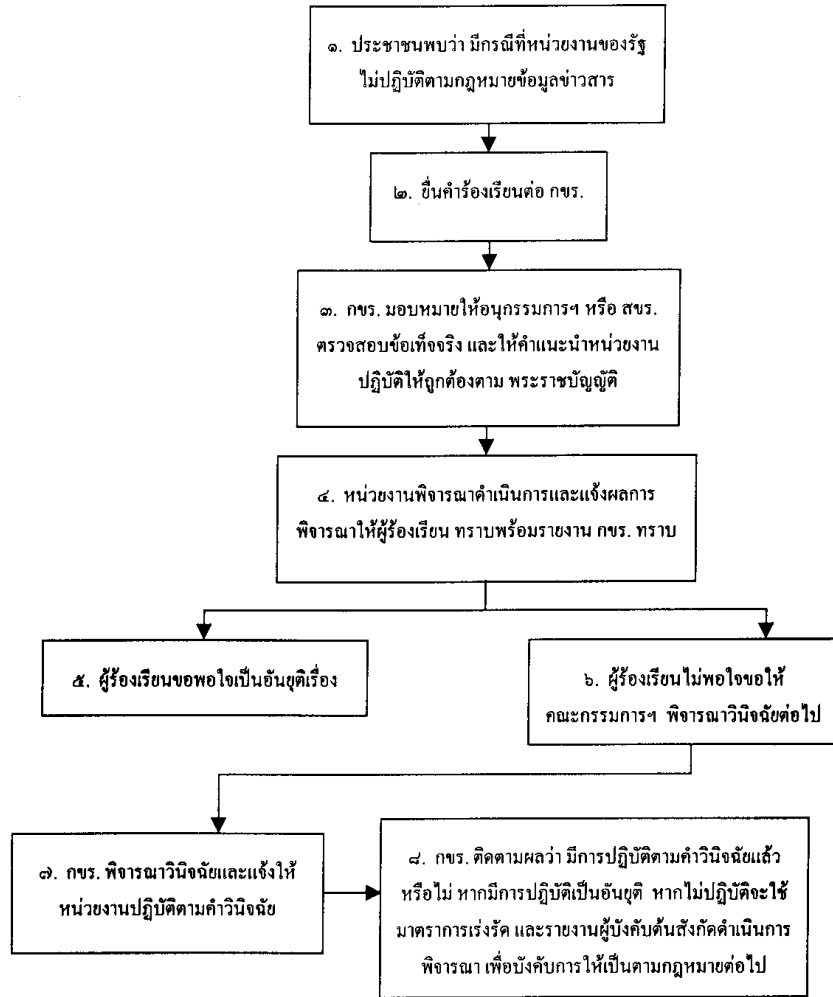 ๑. ประชาชนพบว่า มีกรณีที่หน่วยงานของรัฐ
ไม่ปฏิบัติตามกฎหมายข้อมูลข่าวสาร
๒. ยื่นคำร้องเรียนต่อ กขร.
๓. กขร. มอบหมายให้อนุกรรมการฯ หรือ สขร.
ตรวจสอบข้อเท็จจริง และให้คำแนะนำหน่วยงาน
ปฏิบัติให้ถูกต้องตาม พระราชบัญญัติ
๔. หน่วยงานพิจารณาดำเนินการและแจ้งผลการ
พิจารณาให้ผู้ร้องเรียน ทราบพร้อมรายงาน กขร. ทราบ
๕. ผู้ร้องเรียนขอพอใจเป็นอันยุติเรื่อง
๖. ผู้ร้องเรียนไม่พอใจขอให้
คณะกรรมการฯ พิจารณาวินิจฉัยต่อไป
๗. กขร. พิจารณาวินิจฉัยและแจ้งให้
หน่วยงานปฏิบัติตามคำวินิจฉัย
๘. กขร. ติดตามผลว่า มีการปฏิบัติตามคำวินิจฉัยแล้ว
หรือไม่ หากมีการปฏิบัติเป็นอันยุติ หากไม่ปฏิบัติจะใช้
มาตราการเร่งรัด และรายงานผู้บังคับต้นสังกัดดำเนินการ
พิจารณา เพื่อบังคับการให้เป็นตามกฎหมายต่อไป